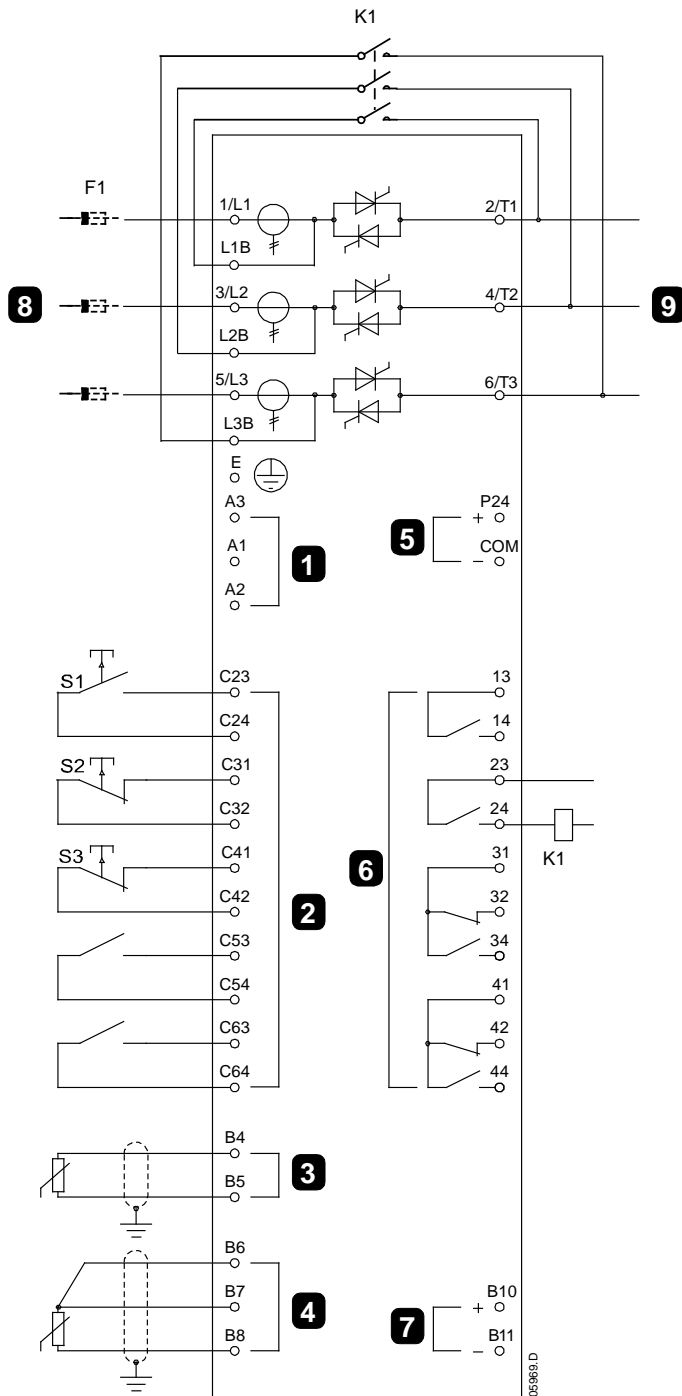 K1
F1
1/L1
2/T1
L1B
8
3/L2
4/T2
9
L2B
5/L3
6/T3
L3B
E
A3
P24
+
5
1
A1
COM
−
A2
S1
C23
13
C24
14
S2
C31
23
C32
24
K1
S3
C41
31
6
C42
2
32
C53
34
C54
41
C63
42
C64
44
B4
3
B5
B6
B7
4
B10
+
7
B8
B11
−
05969.D